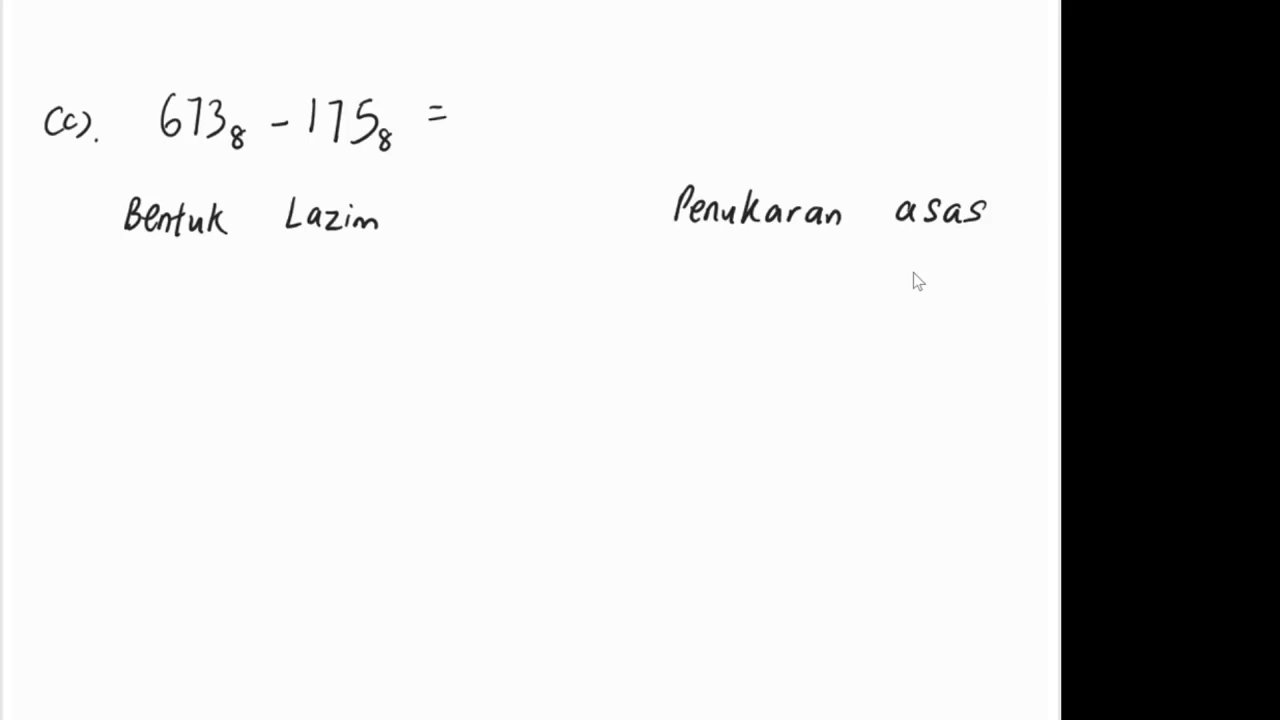 (c). 673₈ - 175₈ =
Bentuk Lazim
Penukaran asas